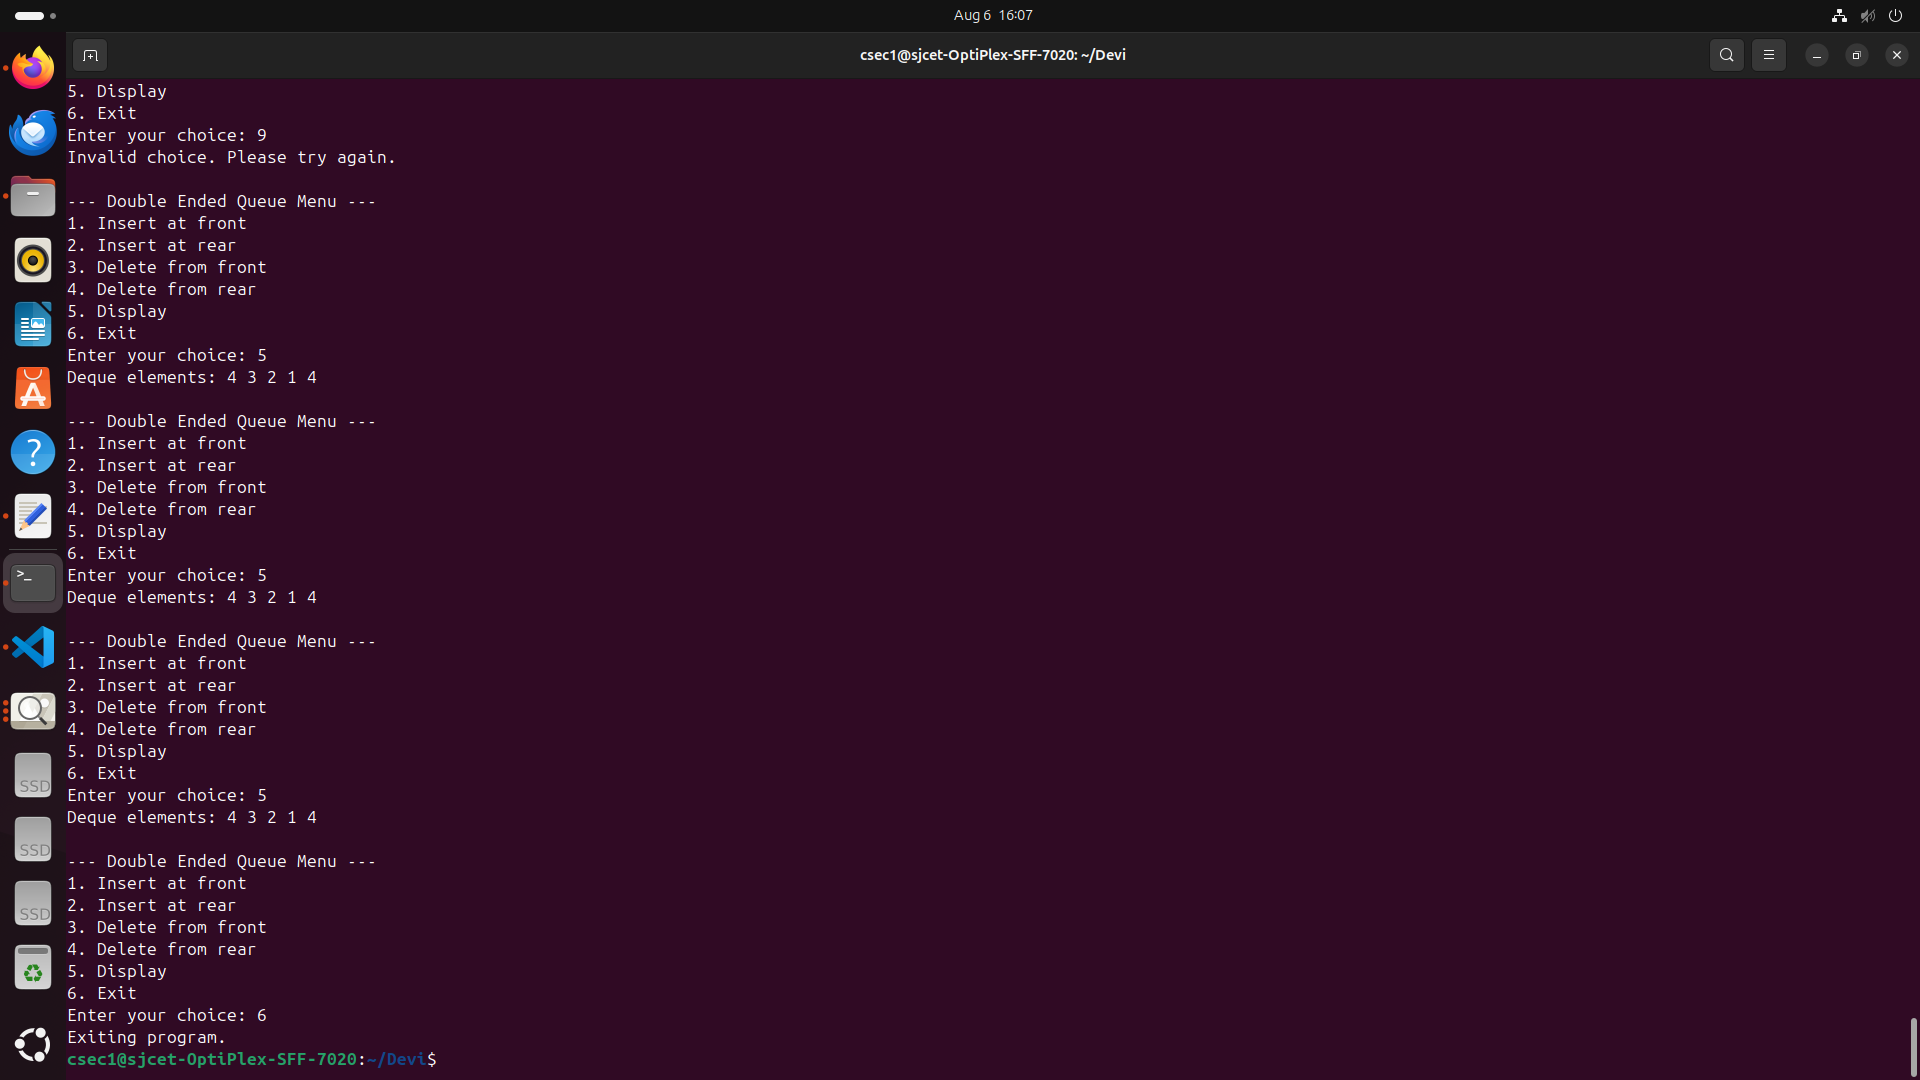 Aug 6 16:07
csec1@sjcet-OptiPlex-SFF-7020: ~/Devi
5. Display
6. Exit
Enter your choice: 9
Invalid choice. Please try again.
--- Double Ended Queue Menu ---
1. Insert at front
2. Insert at rear
3. Delete from front
4. Delete from rear
5. Display
6. Exit
Enter your choice: 5
Deque elements: 4 3 2 1 4
--- Double Ended Queue Menu ---
1. Insert at front
2. Insert at rear
3. Delete from front
4. Delete from rear
5. Display
6. Exit
Enter your choice: 5
Deque elements: 4 3 2 1 4
--- Double Ended Queue Menu ---
1. Insert at front
2. Insert at rear
3. Delete from front
4. Delete from rear
5. Display
6. Exit
Enter your choice: 5
Deque elements: 4 3 2 1 4
--- Double Ended Queue Menu ---
1. Insert at front
2. Insert at rear
3. Delete from front
4. Delete from rear
5. Display
6. Exit
Enter your choice: 6
Exiting program.
csec1@sjcet-OptiPlex-SFF-7020:~/Devi$
SSD
SSD
SSD